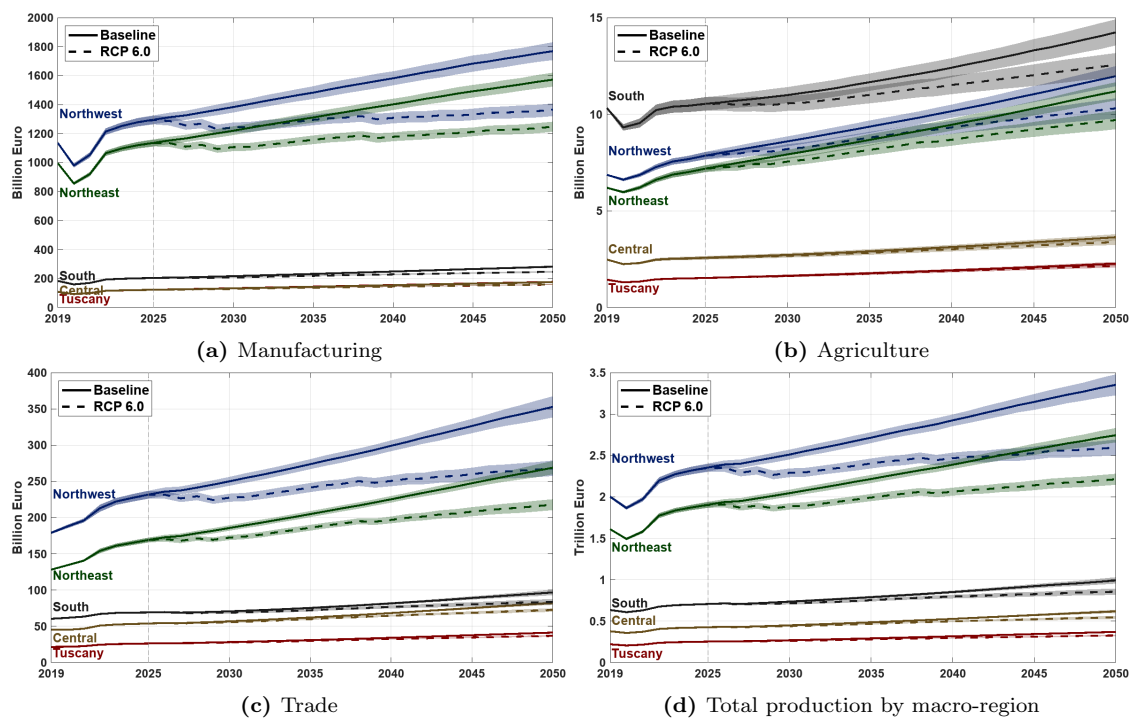 2000
1800
1600
1400
1200
1000
800
600
400
200
0
Billion Euro
Baseline
RCP 6.0
Northwest
Northeast
South
Central
Tuscany
2019 2025 2030 2035 2040 2045 2050
(a) Manufacturing
15
10
5
0
Billion Euro
Baseline
RCP 6.0
South
Northwest
Northeast
Central
Tuscany
2019 2025 2030 2035 2040 2045 2050
(b) Agriculture
400
350
300
250
200
150
100
50
0
Billion Euro
Baseline
RCP 6.0
Northwest
Northeast
South
Central
Tuscany
2019 2025 2030 2035 2040 2045 2050
(c) Trade
3.5
3
2.5
2
1.5
1
0.5
0
Trillion Euro
Baseline
RCP 6.0
Northwest
Northeast
South
Central
Tuscany
2019 2025 2030 2035 2040 2045 2050
(d) Total production by macro-region